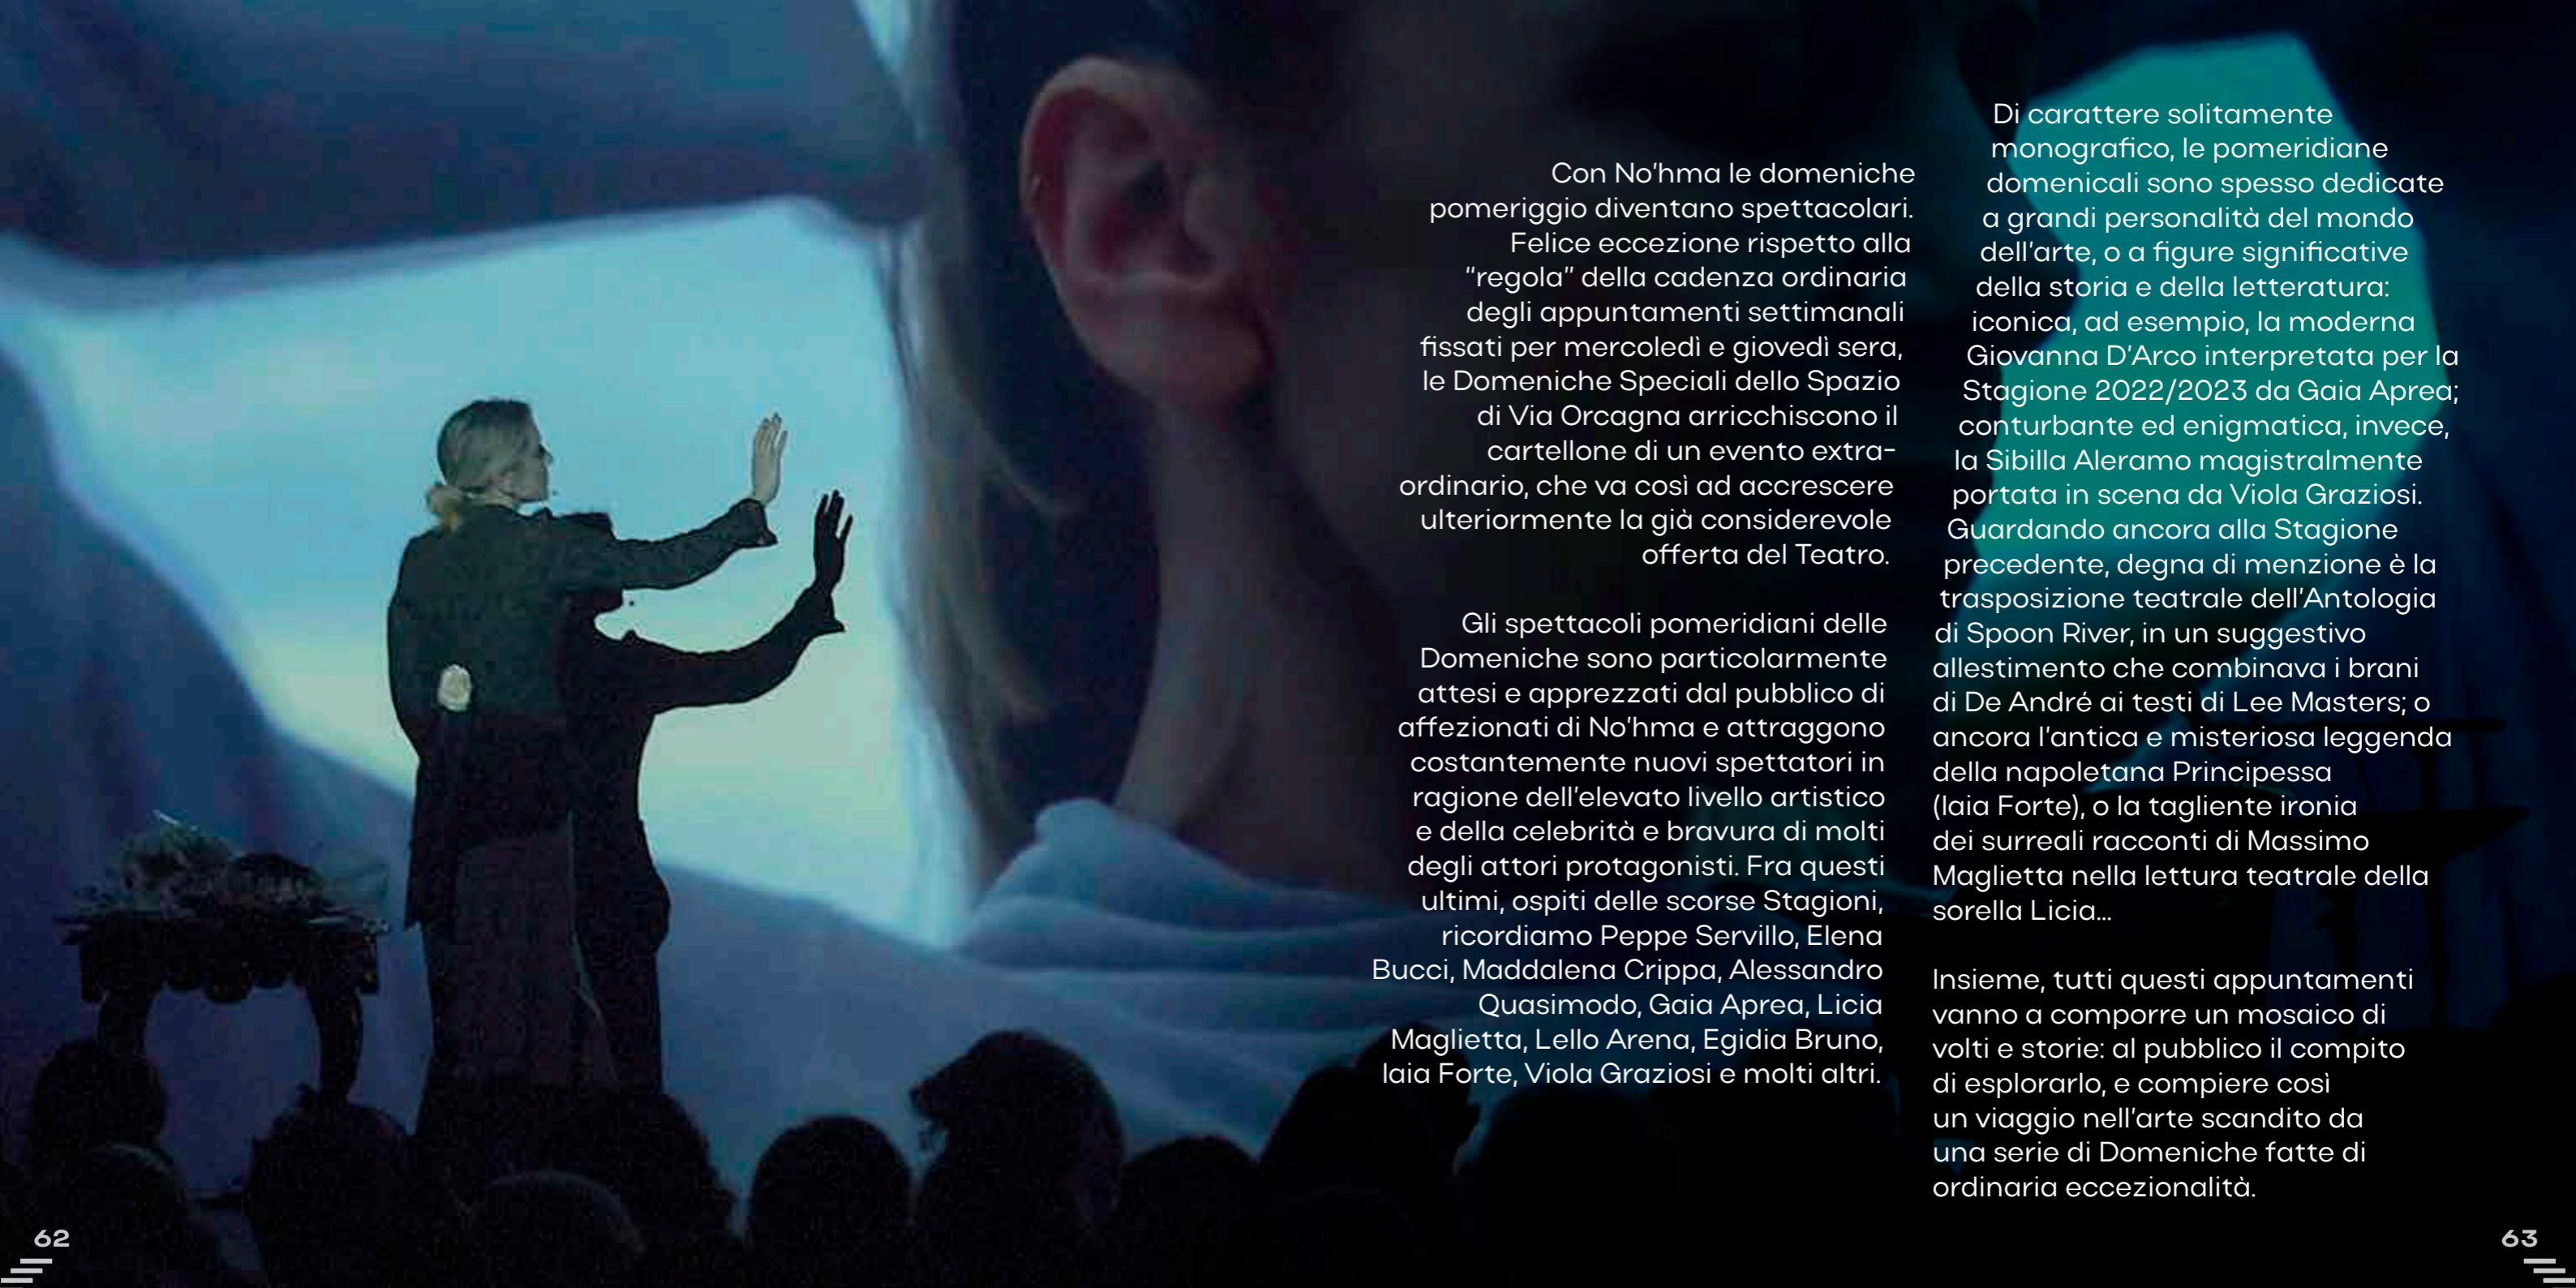 Con No'hma le domeniche
pomeriggio diventano spettacolari.
Felice eccezione rispetto alla
“regola” della cadenza ordinaria
degli appuntamenti settimanali
fissati per mercoledì e giovedì sera,
le Domeniche Speciali dello Spazio
di Via Orcagna arricchiscono il
cartellone di un evento extra-
ordinario, che va così ad accrescere
ulteriormente la già considerevole
offerta del Teatro.
Gli spettacoli pomeridiani delle
Domeniche sono particolarmente
attesi e apprezzati dal pubblico di
affezionati di No'hma e attraggono
costantemente nuovi spettatori in
ragione dell'elevato livello artistico
e della celebrità e bravura di molti
degli attori protagonisti. Fra questi
ultimi, ospiti delle scorse Stagioni,
ricordiamo Peppe Servillo, Elena
Bucci, Maddalena Crippa, Alessandro
Quasimodo, Gaia Aprea, Licia
Maglietta, Lello Arena, Egidia Bruno,
Iaia Forte, Viola Graziosi e molti altri.
Di carattere solitamente
monografico, le pomeridiane
domenicali sono spesso dedicate
a grandi personalità del mondo
dell'arte, o a figure significative
della storia e della letteratura:
iconica, ad esempio, la moderna
Giovanna D'Arco interpretata per la
Stagione 2022/2023 da Gaia Aprea;
conturbante ed enigmatica, invece,
la Sibilla Aleramo magistralmente
portata in scena da Viola Graziosi.
Guardando ancora alla Stagione
precedente, degna di menzione è la
trasposizione teatrale dell'Antologia
di Spoon River, in un suggestivo
allestimento che combinava i brani
di De André ai testi di Lee Masters; o
ancora l'antica e misteriosa leggenda
della napoletana Principessa
(Iaia Forte), o la tagliente ironia
dei surreali racconti di Massimo
Maglietta nella lettura teatrale della
sorella Licia...
Insieme, tutti questi appuntamenti
vanno a comporre un mosaico di
volti e storie: al pubblico il compito
di esplorarlo, e compiere così
un viaggio nell'arte scandito da
una serie di Domeniche fatte di
ordinaria eccezionalità.
62
63